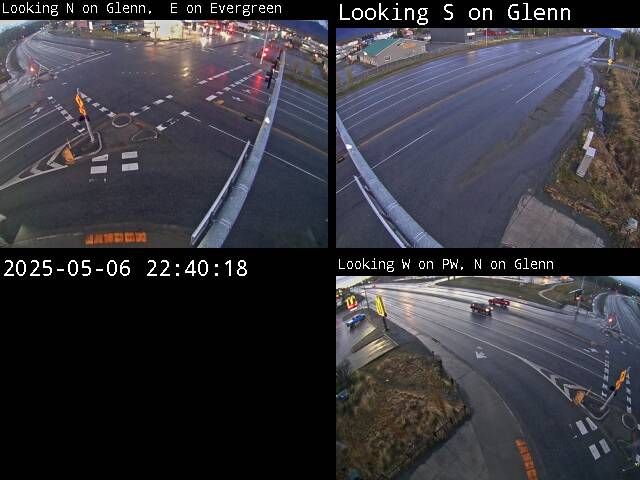 Looking N on Glenn,  E on Evergreen
Looking S on Glenn
2025-05-06 22:40:18
Looking W on PW, N on Glenn